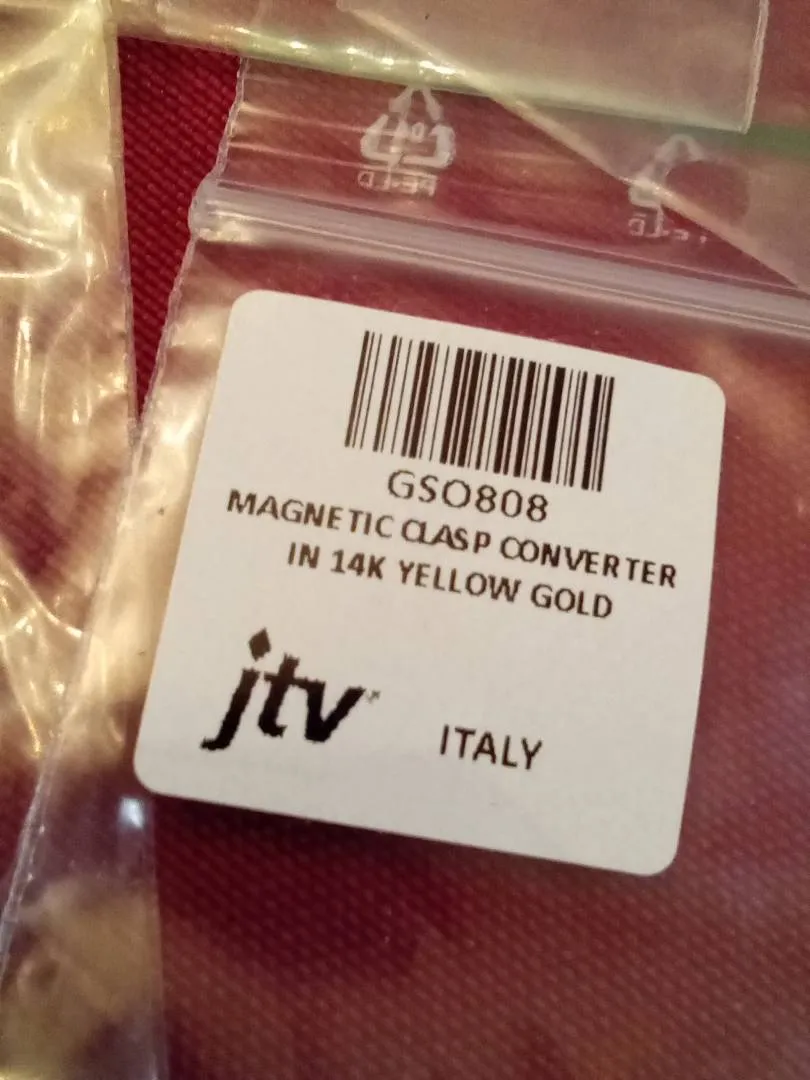 GSO808
MAGNETIC CLASP CONVERTER
IN 14K YELLOW GOLD
jtv
ITALY